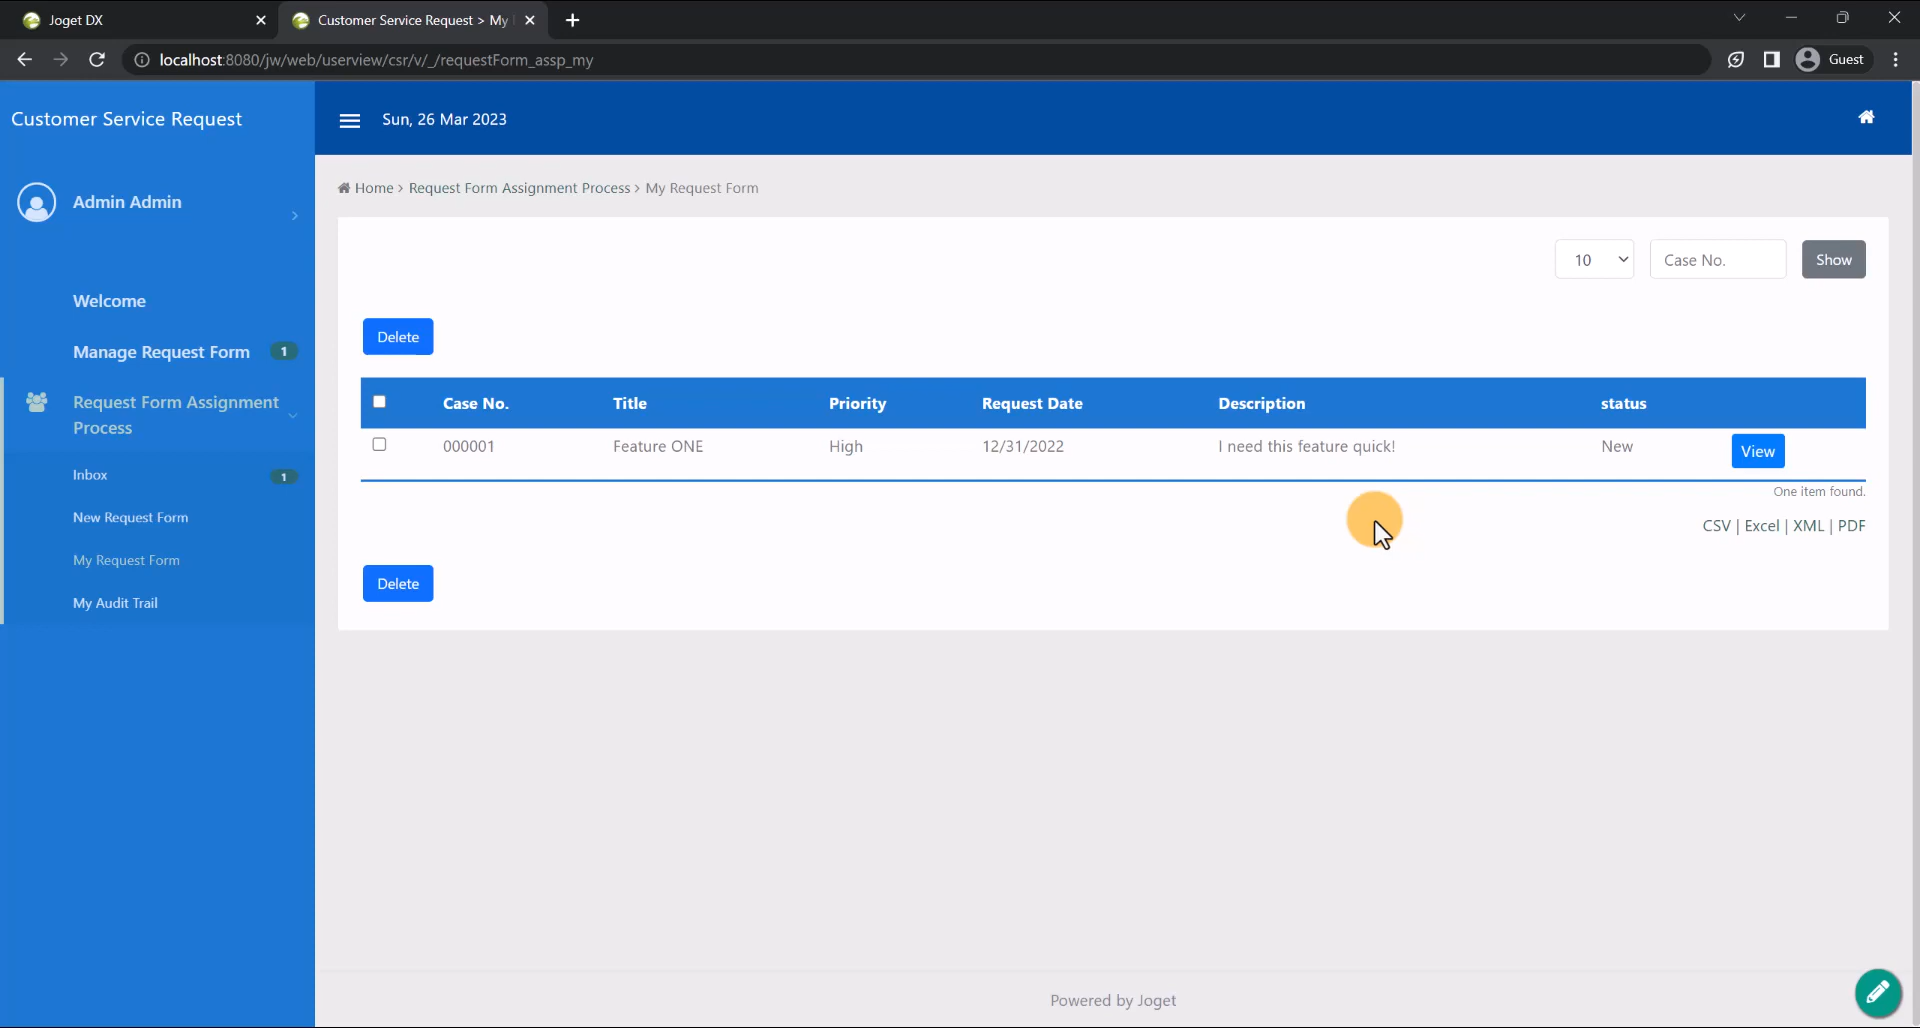 Joget DX
Customer Service Request > My
localhost:8080/jw/web/userview/csr/v/_/requestForm_assp_my
Guest
Customer Service Request
Sun, 26 Mar 2023
Admin Admin
Home > Request Form Assignment Process > My Request Form
10
Case No.
Show
Welcome
Manage Request Form 1
Request Form Assignment
Process
Inbox 1
New Request Form
My Request Form
My Audit Trail
Delete
Case No. Title Priority Request Date Description status
000001 Feature ONE High 12/31/2022 I need this feature quick! New View
One item found.
CSV | Excel | XML | PDF
Delete
Powered by Joget